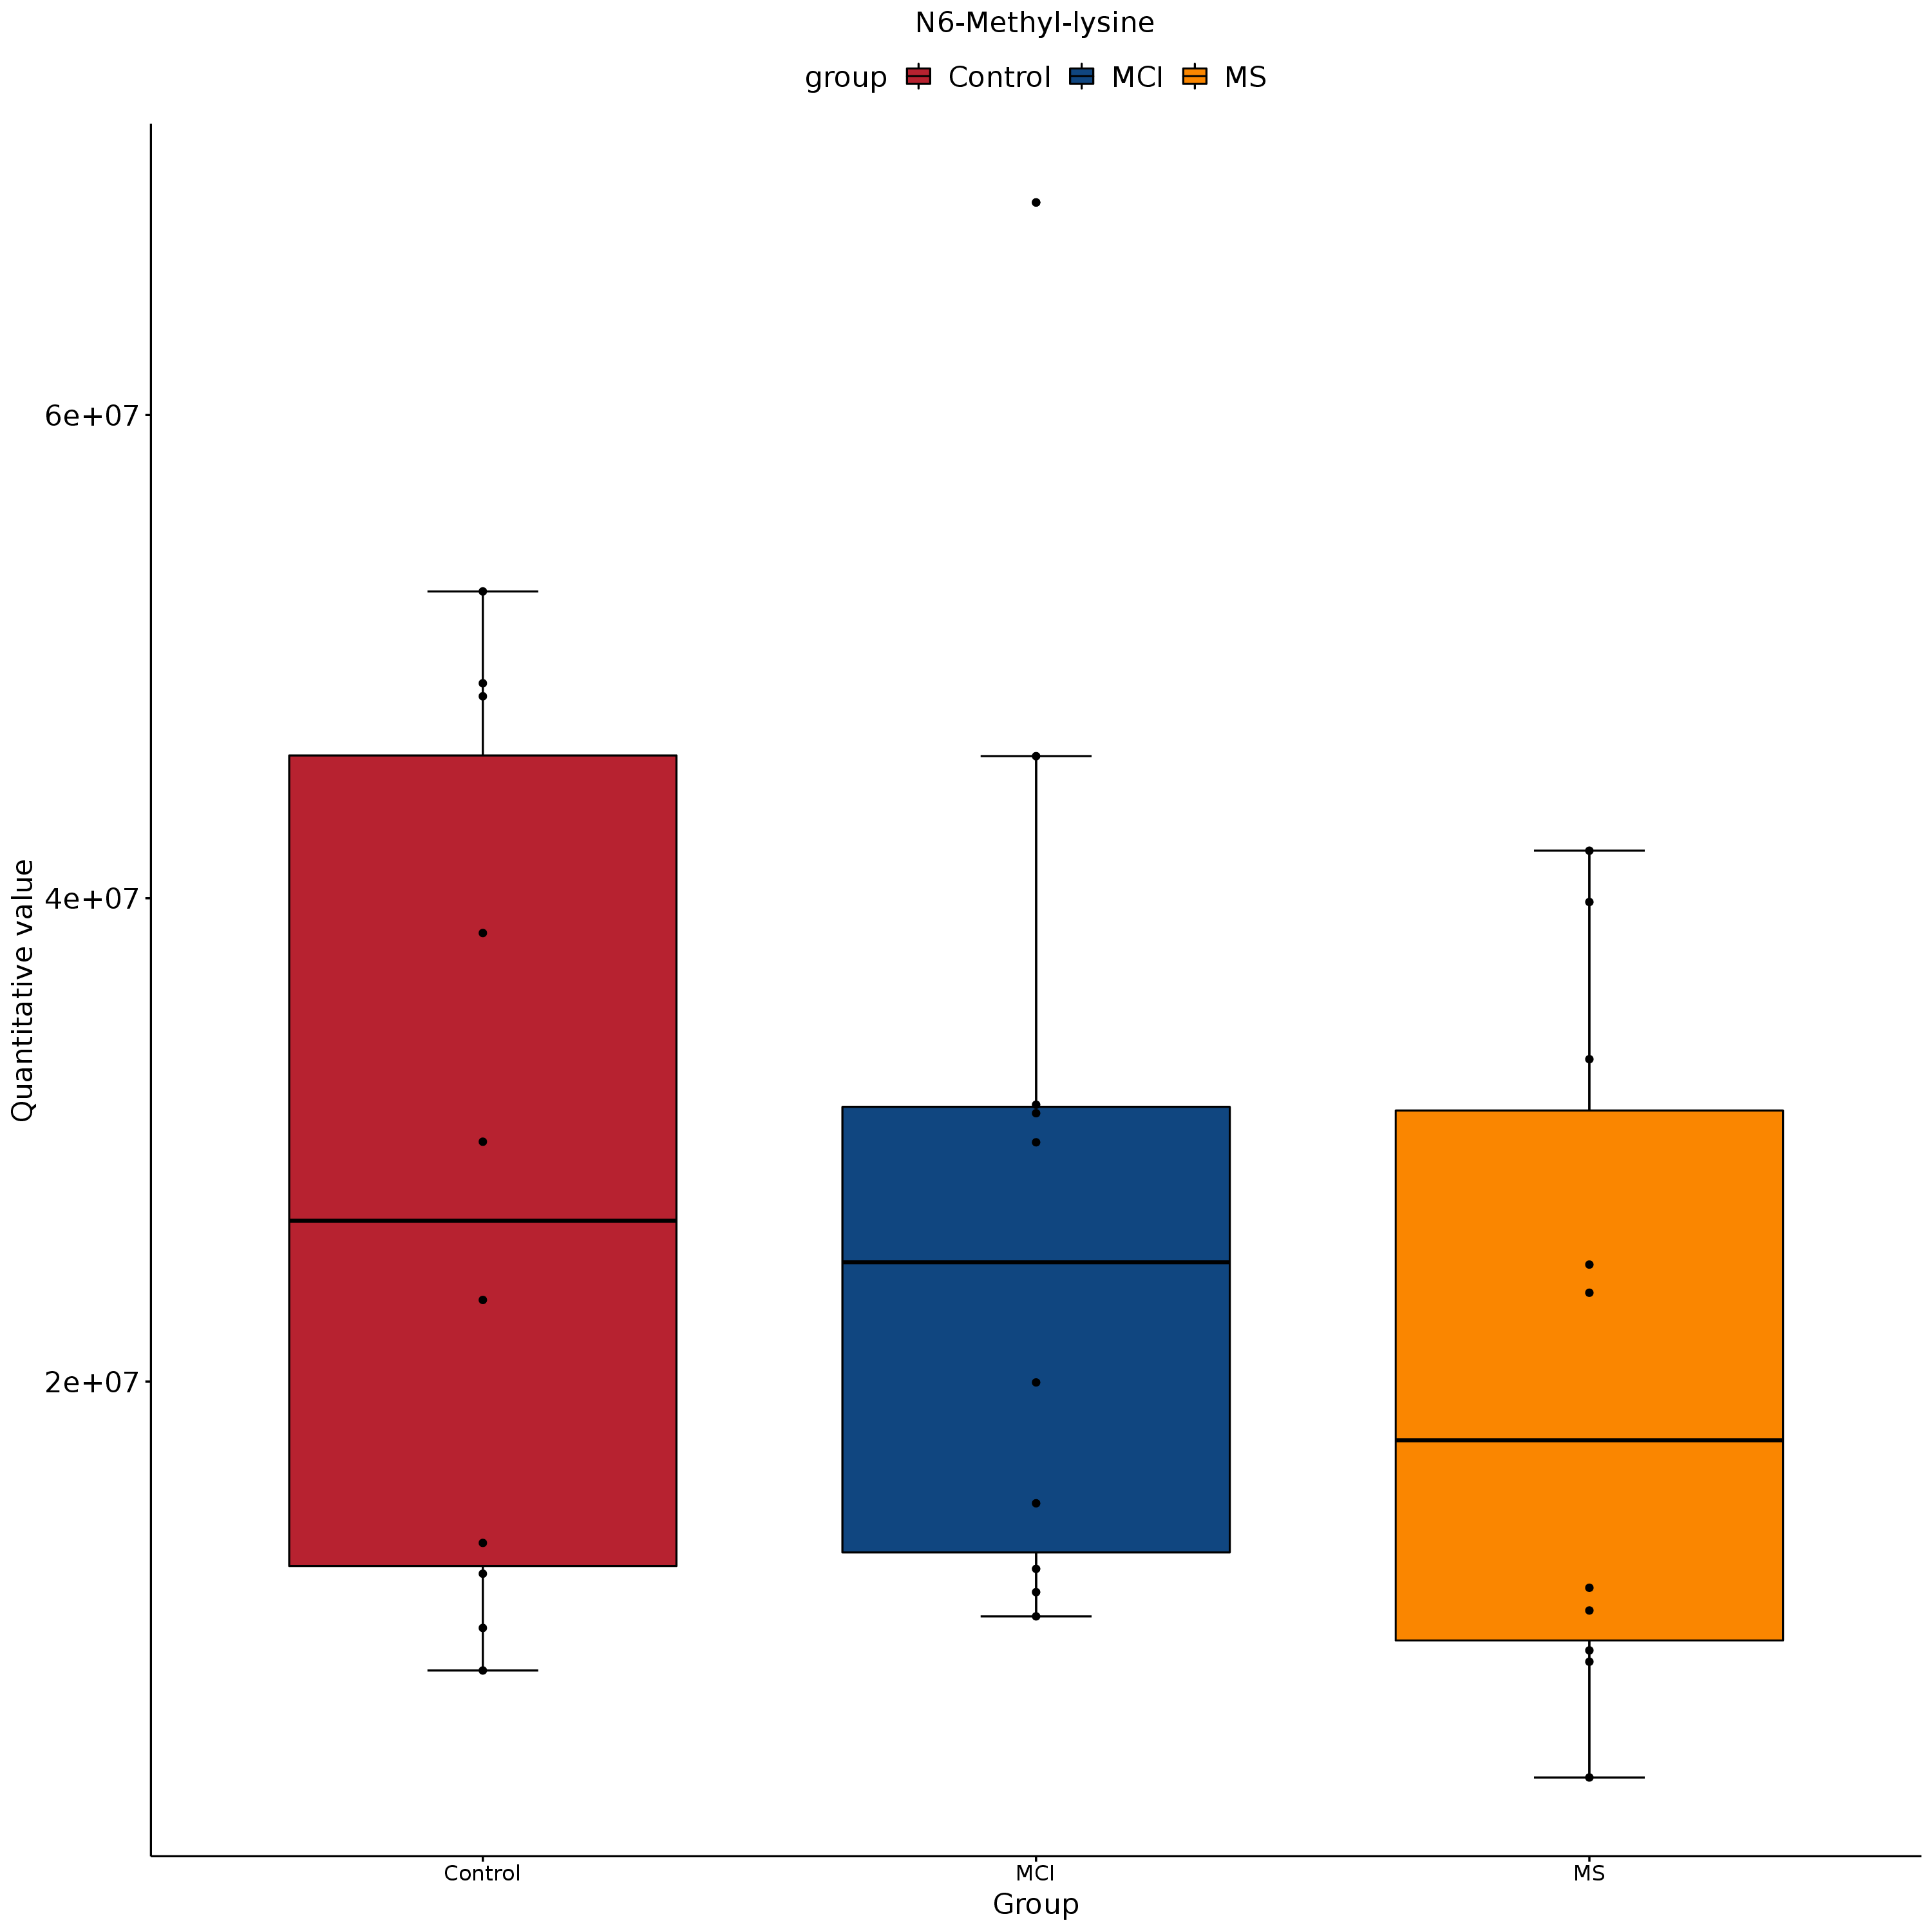 N6-Methyl-lysine
group Control MCI MS
6e+07
4e+07
2e+07
Quantitative value
Control MCI MS
Group